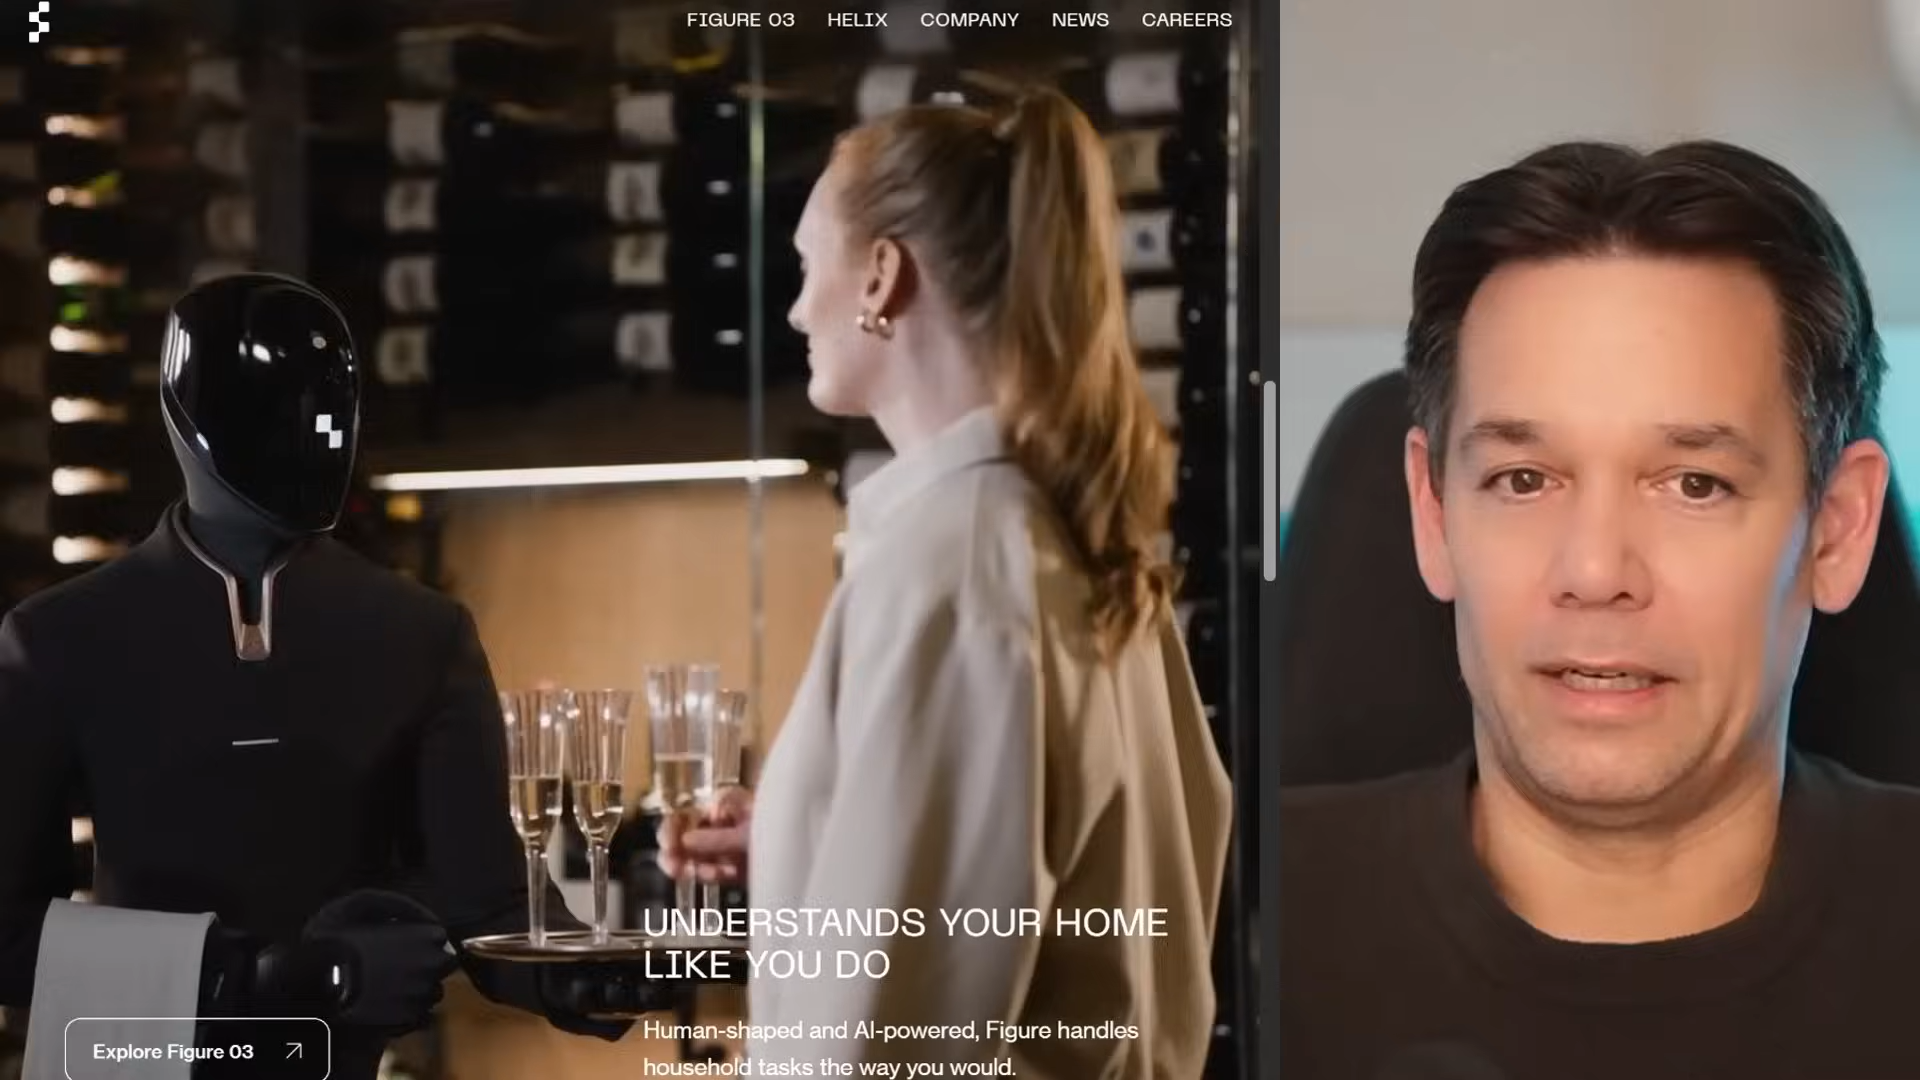 FIGURE 03 HELIX COMPANY NEWS CAREERS
UNDERSTANDS YOUR HOME
LIKE YOU DO
Human-shaped and AI-powered, Figure handles
household tasks the way you would.
Explore Figure 03